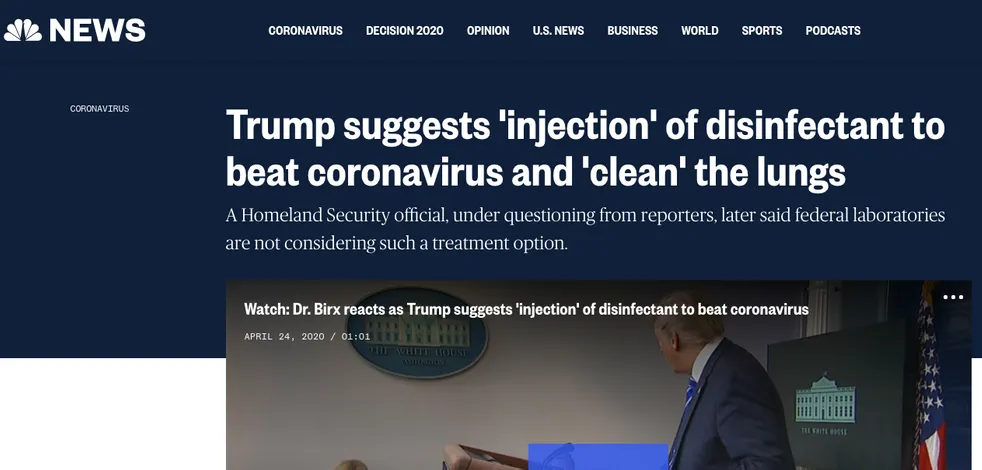 NEWS
CORONAVIRUS DECISION 2020 OPINION U.S. NEWS BUSINESS WORLD SPORTS PODCASTS
CORONAVIRUS
Trump suggests 'injection' of disinfectant to
beat coronavirus and 'clean' the lungs
A Homeland Security official, under questioning from reporters, later said federal laboratories
are not considering such a treatment option.
Watch: Dr. Birx reacts as Trump suggests 'injection' of disinfectant to beat coronavirus
APRIL 24, 2020 / 01:01
THE WHITE HOUSE
WASHINGTON
THE WHITE HOUSE